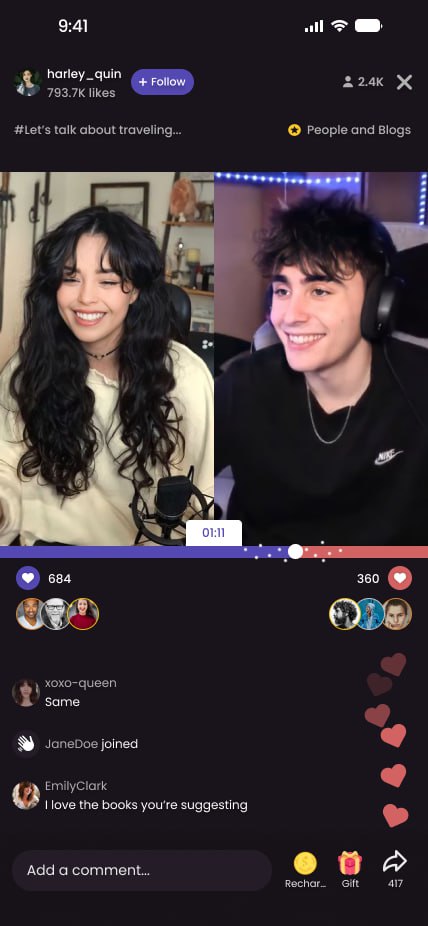 9:41
harley_quin
793.7K likes
+ Follow
2.4K
#Let's talk about traveling...
People and Blogs
NIKE
01:11
684
360
xoxo-queen
Same
JaneDoe joined
EmilyClark
I love the books you're suggesting
Add a comment...
Rechar...
Gift
417